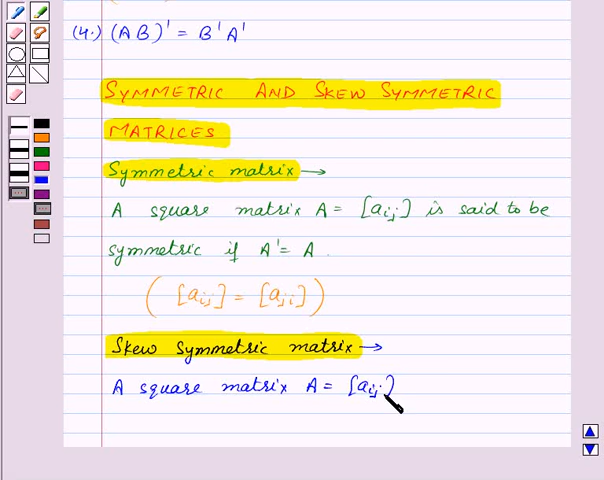 (4.) (AB)' = B'A'
SYMMETRIC AND SKEW SYMMETRIC
MATRICES
Symmetric matrix →
A square matrix A = [aij] is said to be
symmetric if A' = A.
([aij] = [aji])
Skew symmetric matrix →
A square matrix A = [aij]